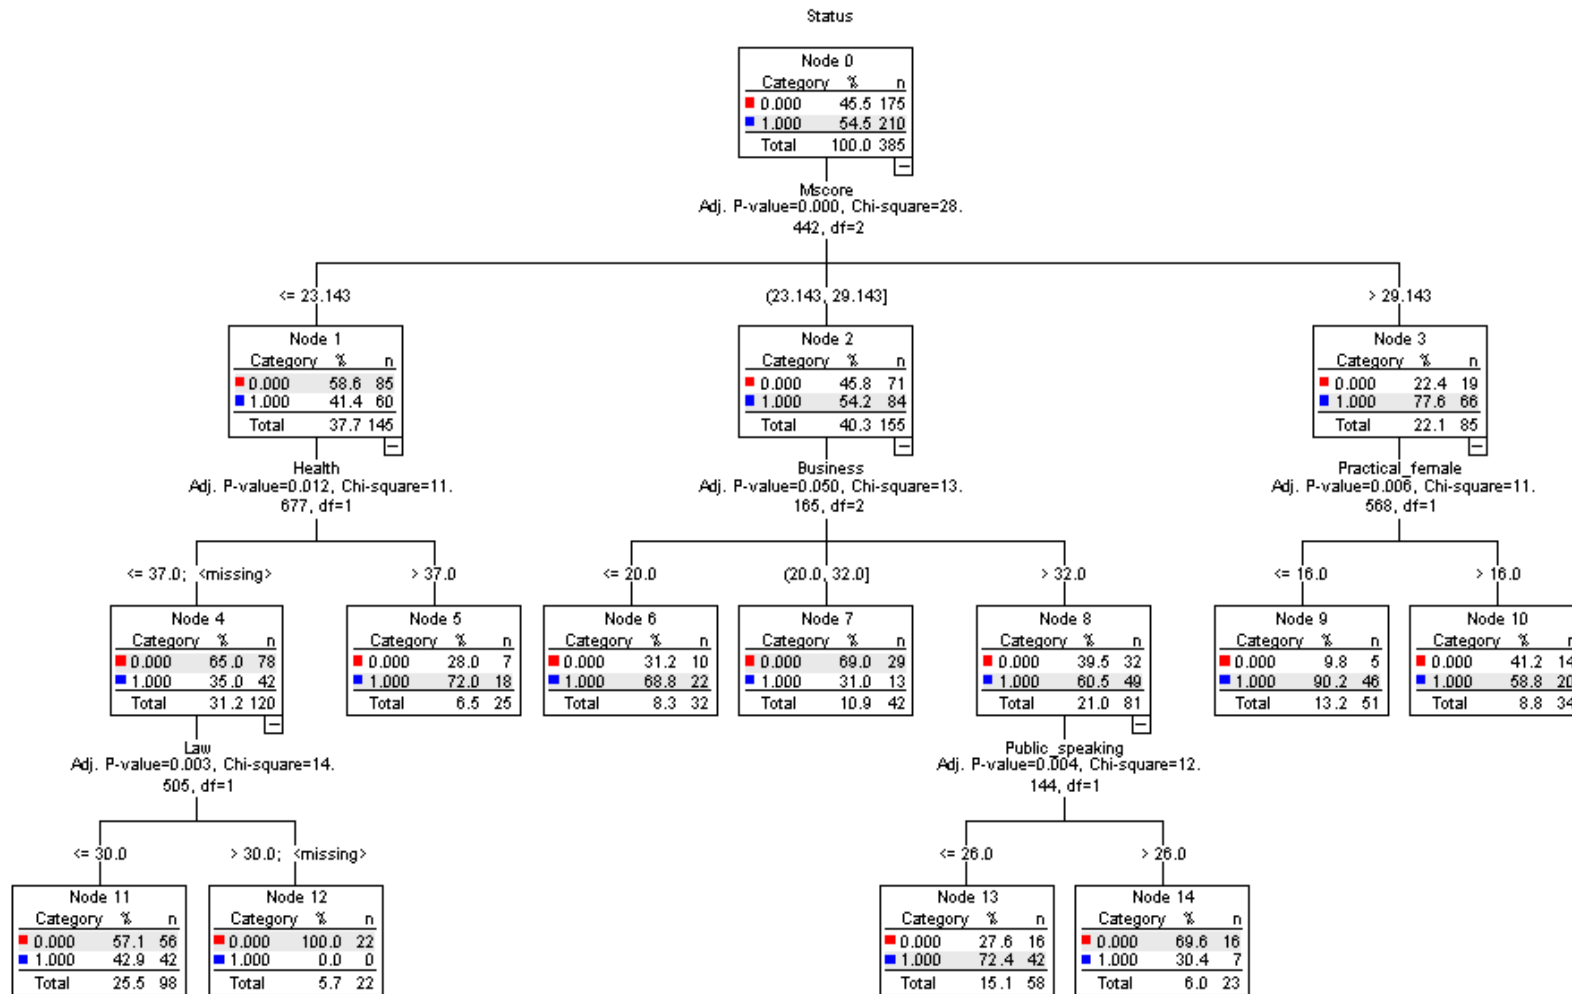 Status
Node 0
Category % n
0.000 45.5 175
1.000 54.5 210
Total 100.0 385
Mscore
Adj. P-value=0.000, Chi-square=28.
442, df=2
<= 23.143
(23.143, 29.143]
> 29.143
Node 1
Category % n
0.000 58.6 85
1.000 41.4 60
Total 37.7 145
Node 2
Category % n
0.000 45.8 71
1.000 54.2 84
Total 40.3 155
Node 3
Category % n
0.000 22.4 19
1.000 77.6 66
Total 22.1 85
Health
Adj. P-value=0.012, Chi-square=11.
677, df=1
Business
Adj. P-value=0.050, Chi-square=13.
165, df=2
Practical_female
Adj. P-value=0.006, Chi-square=11.
568, df=1
<= 37.0; <missing>
> 37.0
<= 20.0
(20.0, 32.0]
> 32.0
<= 16.0
> 16.0
Node 4
Category % n
0.000 65.0 78
1.000 35.0 42
Total 31.2 120
Node 5
Category % n
0.000 28.0 7
1.000 72.0 18
Total 6.5 25
Node 6
Category % n
0.000 31.2 10
1.000 68.8 22
Total 8.3 32
Node 7
Category % n
0.000 69.0 29
1.000 31.0 13
Total 10.9 42
Node 8
Category % n
0.000 39.5 32
1.000 60.5 49
Total 21.0 81
Node 9
Category % n
0.000 9.8 5
1.000 90.2 46
Total 13.2 51
Node 10
Category % n
0.000 41.2 14
1.000 58.8 20
Total 8.8 34
Law
Adj. P-value=0.003, Chi-square=14.
505, df=1
Public_speaking
Adj. P-value=0.004, Chi-square=12.
144, df=1
<= 30.0
> 30.0; <missing>
<= 26.0
> 26.0
Node 11
Category % n
0.000 57.1 56
1.000 42.9 42
Total 25.5 98
Node 12
Category % n
0.000 100.0 22
1.000 0.0 0
Total 5.7 22
Node 13
Category % n
0.000 27.6 16
1.000 72.4 42
Total 15.1 58
Node 14
Category % n
0.000 69.6 16
1.000 30.4 7
Total 6.0 23